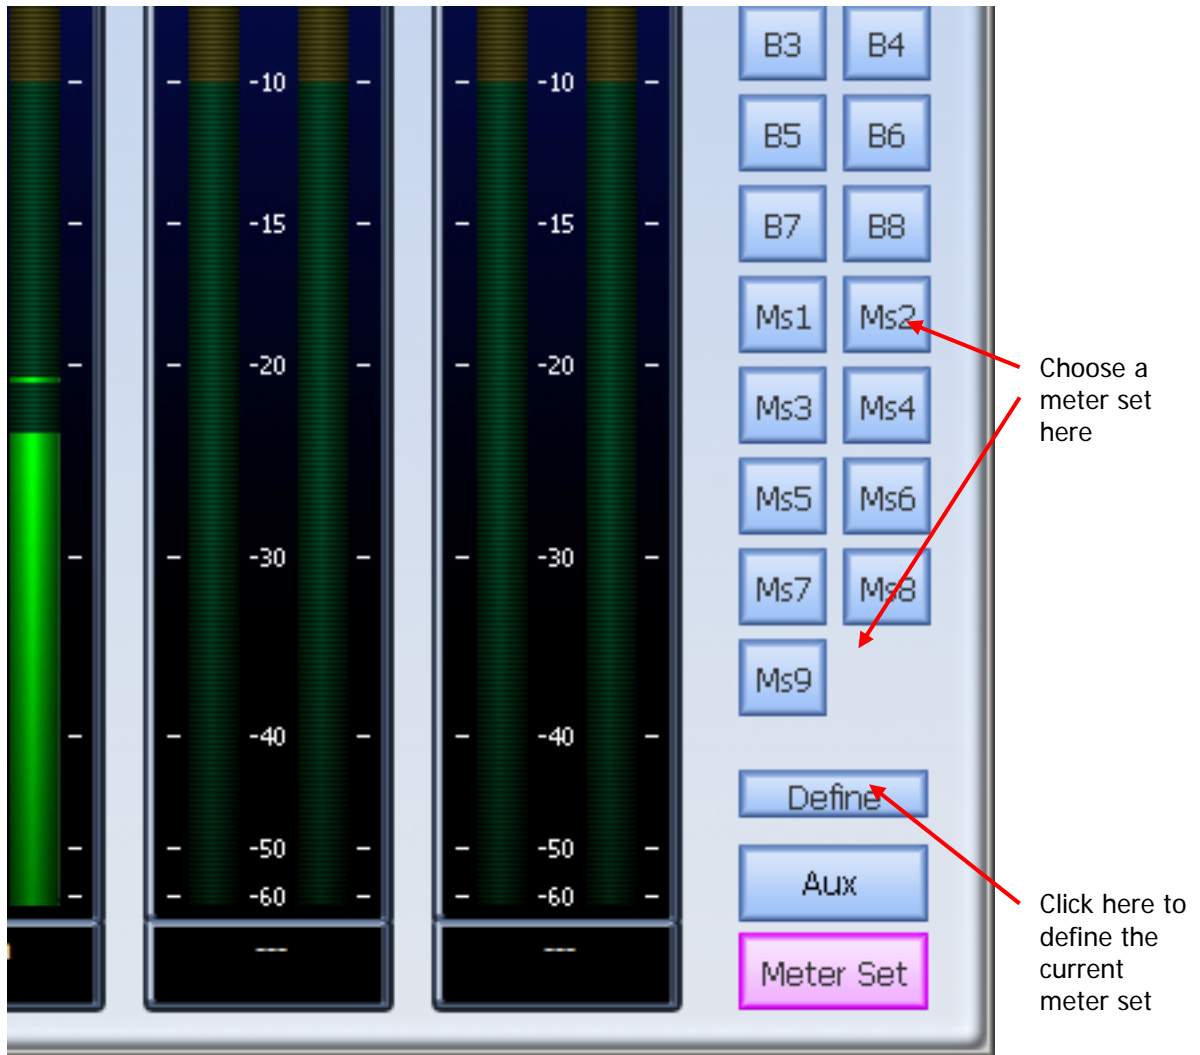 B3 B4
-10 -10
B5 B6
-15 -15 B7 B8
Ms1 Ms2
-20 -20
Choose a
meter set
here
Ms3 Ms4
Ms5 Ms6
-30 -30
Ms7 Ms8
Ms9
-40 -40
Define
-50 -50
-60 -60
Aux
Click here to
define the
current
meter set
--- ---
Meter Set